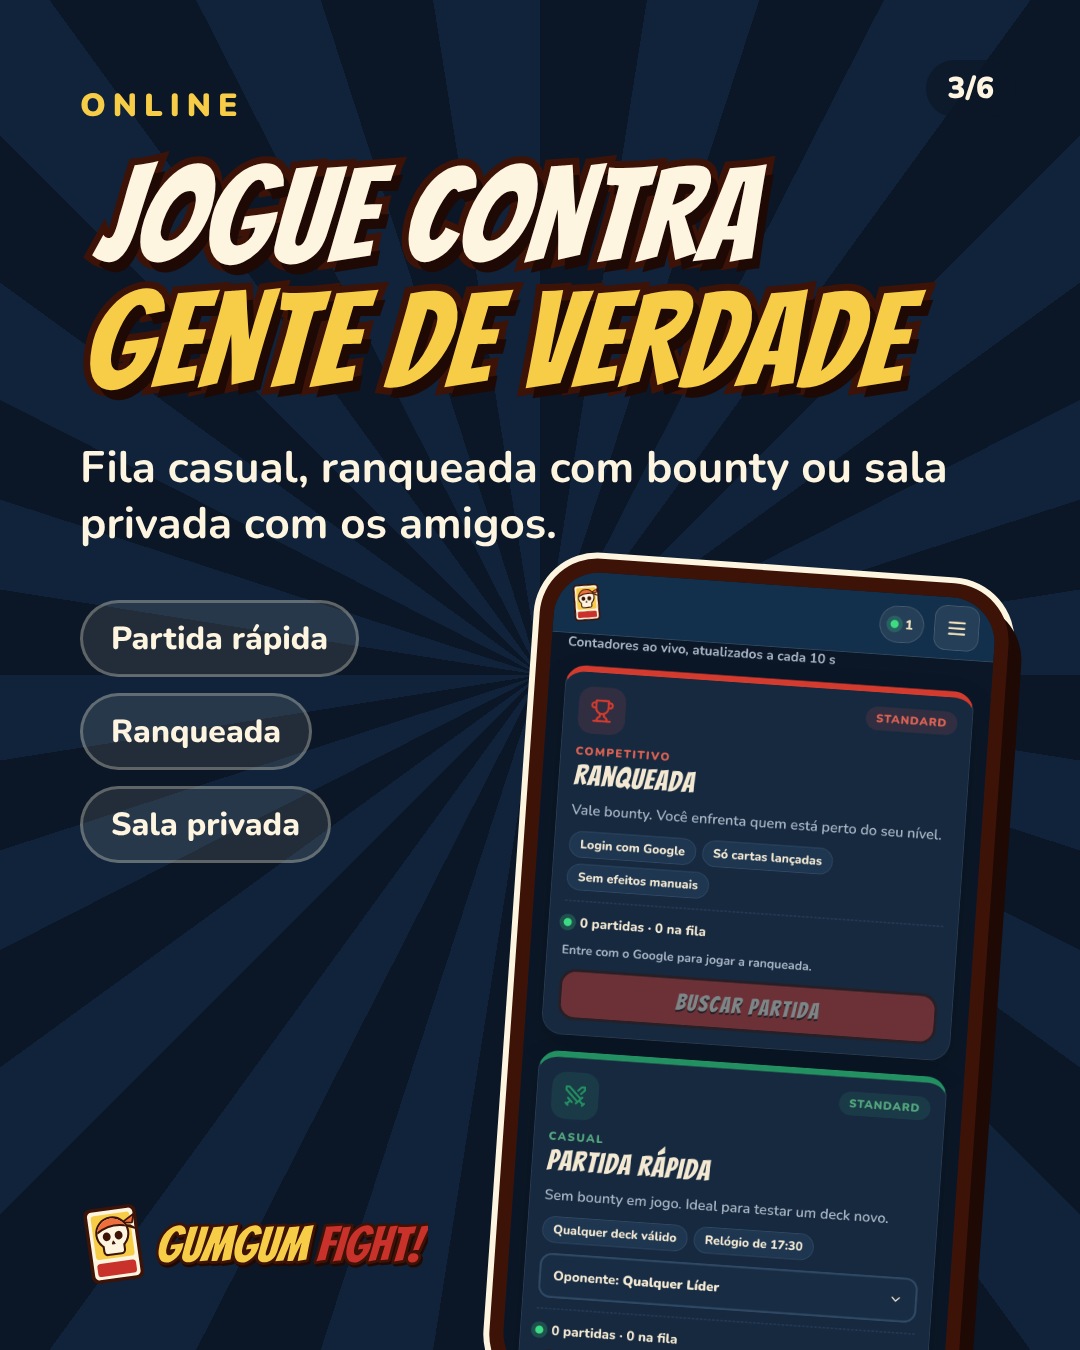 ONLINE
3/6
JOGUE CONTRA
GENTE DE VERDADE
Fila casual, ranqueada com bounty ou sala
privada com os amigos.
Partida rápida
Ranqueada
Sala privada
1
Contadores ao vivo, atualizados a cada 10 s
STANDARD
COMPETITIVO
RANQUEADA
Vale bounty. Você enfrenta quem está perto do seu nível.
Login com Google
Só cartas lançadas
Sem efeitos manuais
0 partidas · 0 na fila
Entre com o Google para jogar a ranqueada.
BUSCAR PARTIDA
STANDARD
CASUAL
PARTIDA RÁPIDA
Sem bounty em jogo. Ideal para testar um deck novo.
Qualquer deck válido
Relógio de 17:30
Oponente: Qualquer Líder
0 partidas · 0 na fila
GUMGUM FIGHT!